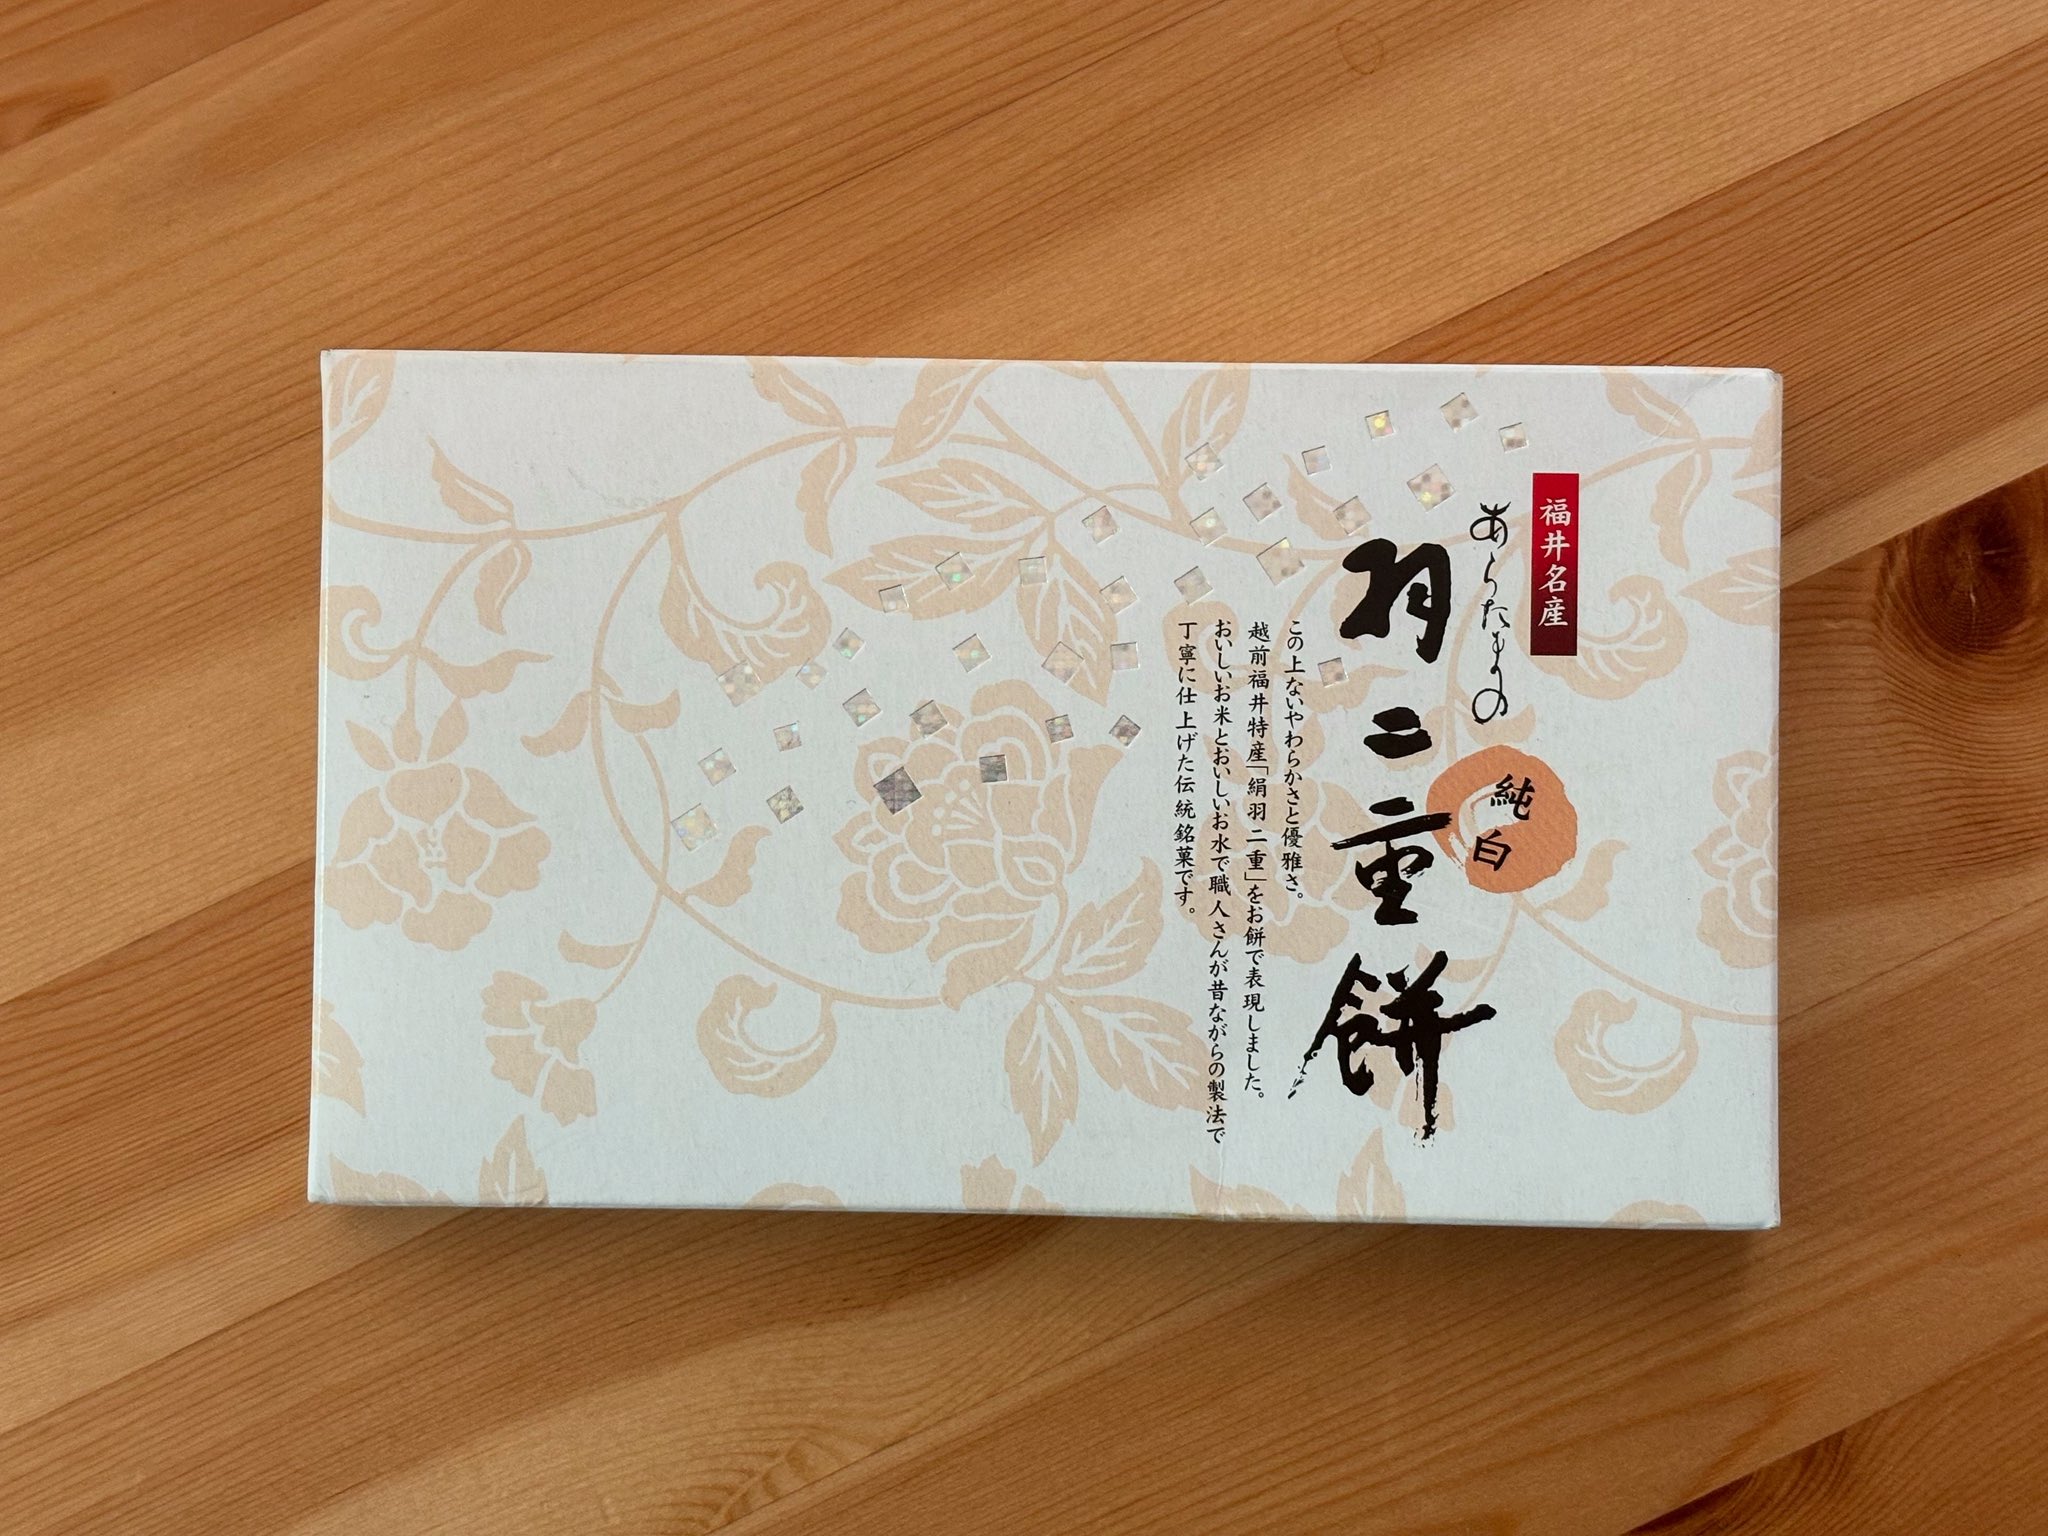 福井名産
あらたまの
純白
羽二重餅
この上ないやわらかさと優雅さ。
越前福井特産「絹羽二重」をお餅で表現しました。
おいしいお米とおいしいお水で職人さんが昔ながらの製法で
丁寧に仕上げた伝統銘菓です。